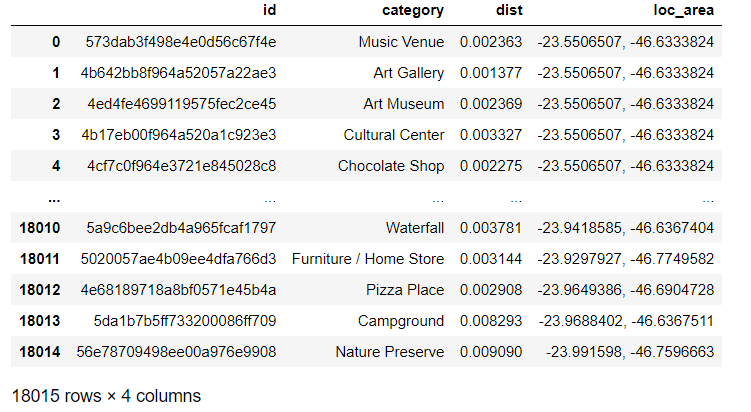 id category dist loc_area
0 573dab3f498e4e0d56c67f4e Music Venue 0.002363 -23.5506507, -46.6333824
1 4b642bb8f964a52057a22ae3 Art Gallery 0.001377 -23.5506507, -46.6333824
2 4ed4fe4699119575fec2ce45 Art Museum 0.002369 -23.5506507, -46.6333824
3 4b17eb00f964a520a1c923e3 Cultural Center 0.003327 -23.5506507, -46.6333824
4 4cf7c0f964e3721e845028c8 Chocolate Shop 0.002275 -23.5506507, -46.6333824
... ... ... ... ...
18010 5a9c6bee2db4a965fcaf1797 Waterfall 0.003781 -23.9418585, -46.6367404
18011 5020057ae4b09ee4dfa766d3 Furniture / Home Store 0.003144 -23.9297927, -46.7749582
18012 4e68189718a8bf0571e45b4a Pizza Place 0.002908 -23.9649386, -46.6904728
18013 5da1b7b5ff733200086ff709 Campground 0.008293 -23.9688402, -46.6367511
18014 56e78709498ee00a976e9908 Nature Preserve 0.009090 -23.991598, -46.7596663
18015 rows × 4 columns